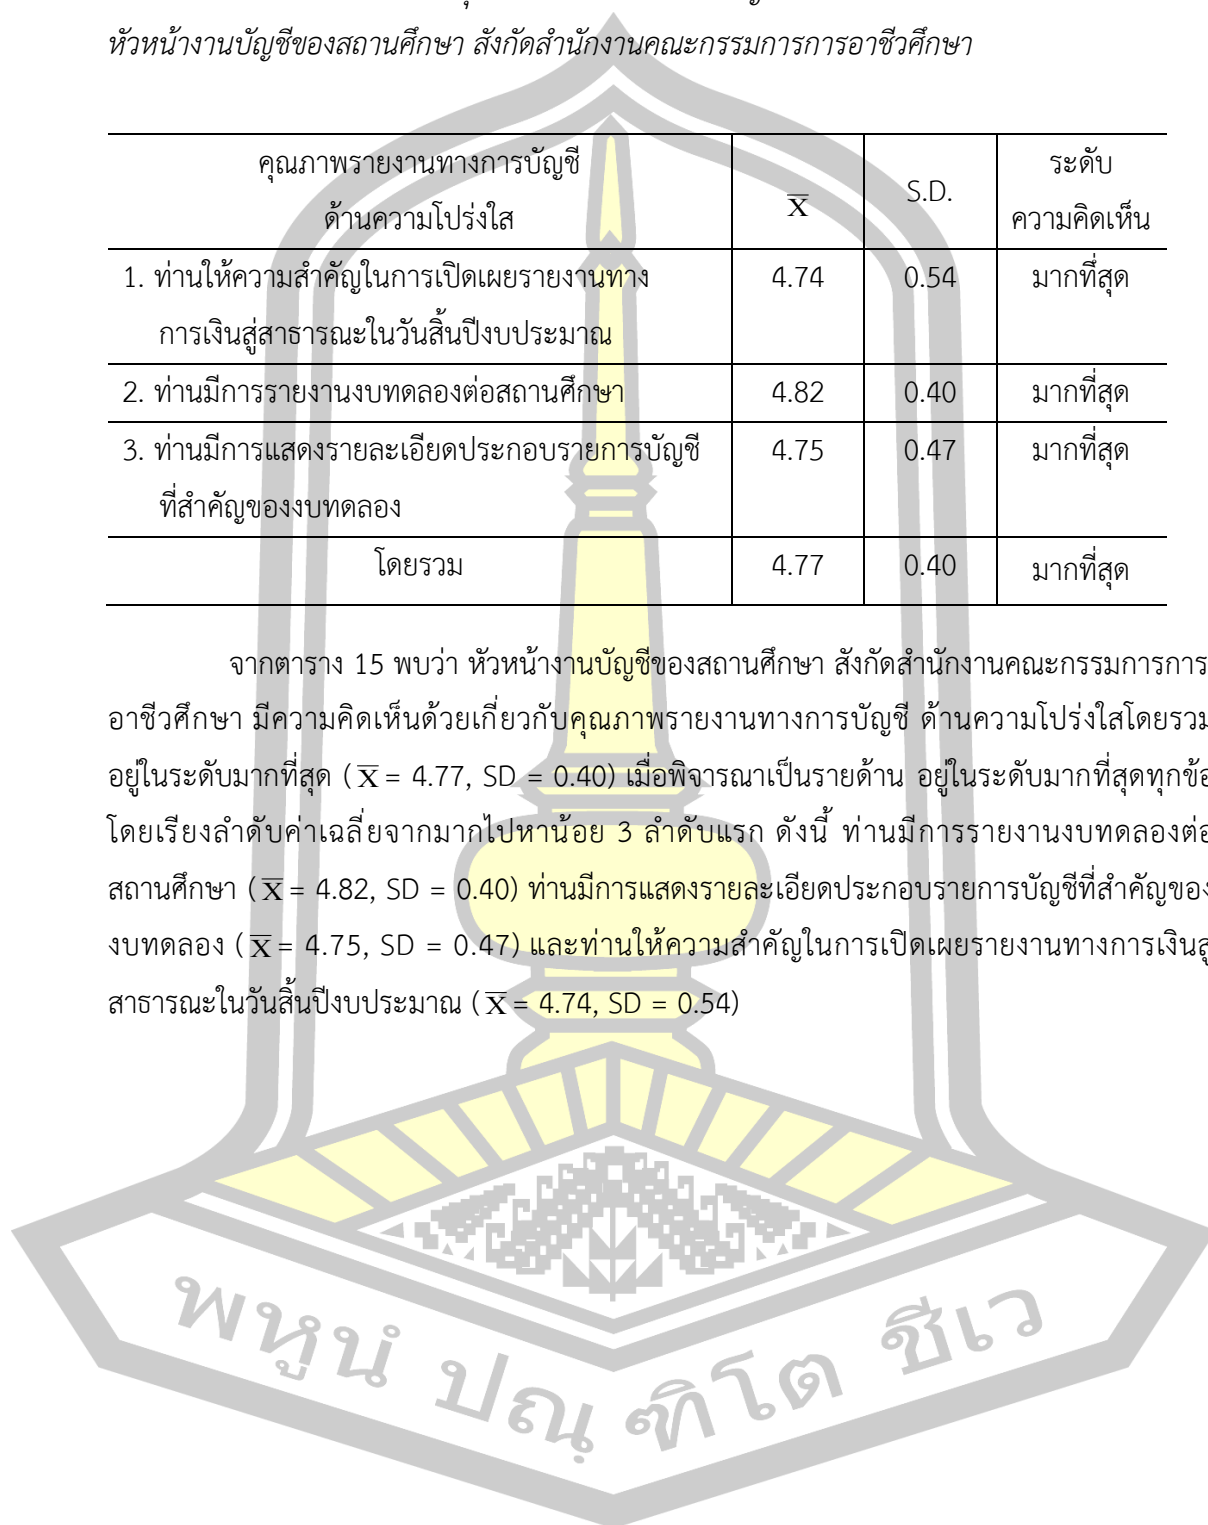 หัวหน้างานบัญชีของสถานศึกษา สังกัดสำนักงานคณะกรรมการการอาชีวศึกษา
คุณภาพรายงานทางการบัญชี
ด้านความโปร่งใส
X̅
S.D.
ระดับ
ความคิดเห็น
1. ท่านให้ความสำคัญในการเปิดเผยรายงานทาง 4.74 0.54 มากที่สุด
การเงินสู่สาธารณะในวันสิ้นปีงบประมาณ
2. ท่านมีการรายงานงบทดลองต่อสถานศึกษา 4.82 0.40 มากที่สุด
3. ท่านมีการแสดงรายละเอียดประกอบรายการบัญชี 4.75 0.47 มากที่สุด
ที่สำคัญของงบทดลอง
โดยรวม 4.77 0.40 มากที่สุด
จากตาราง 15 พบว่า หัวหน้างานบัญชีของสถานศึกษา สังกัดสำนักงานคณะกรรมการการ
อาชีวศึกษา มีความคิดเห็นด้วยเกี่ยวกับคุณภาพรายงานทางการบัญชี ด้านความโปร่งใสโดยรวม
อยู่ในระดับมากที่สุด (X̅ = 4.77, SD = 0.40) เมื่อพิจารณาเป็นรายด้าน อยู่ในระดับมากที่สุดทุกข้อ
โดยเรียงลำดับค่าเฉลี่ยจากมากไปหาน้อย 3 ลำดับแรก ดังนี้ ท่านมีการรายงานงบทดลองต่อ
สถานศึกษา (X̅ = 4.82, SD = 0.40) ท่านมีการแสดงรายละเอียดประกอบรายการบัญชีที่สำคัญของ
งบทดลอง (X̅ = 4.75, SD = 0.47) และท่านให้ความสำคัญในการเปิดเผยรายงานทางการเงินสู่
สาธารณะในวันสิ้นปีงบประมาณ (X̅ = 4.74, SD = 0.54)
พหูนํ ปณฺฑิโต ชีเว